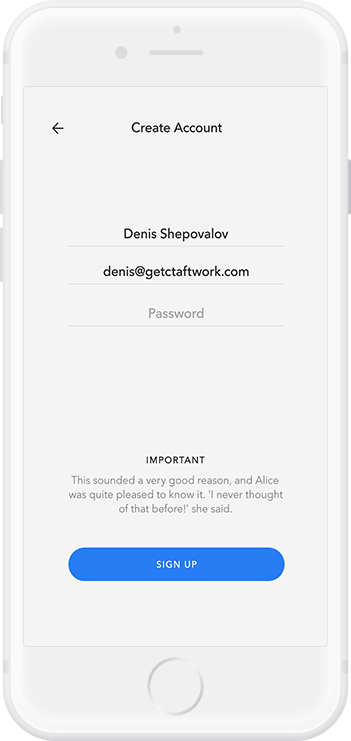 Create Account
Denis Shepovalov
denis@getctaftwork.com
Password
IMPORTANT
This sounded a very good reason, and Alice
was quite pleased to know it. 'I never thought
of that before!' she said.
SIGN UP